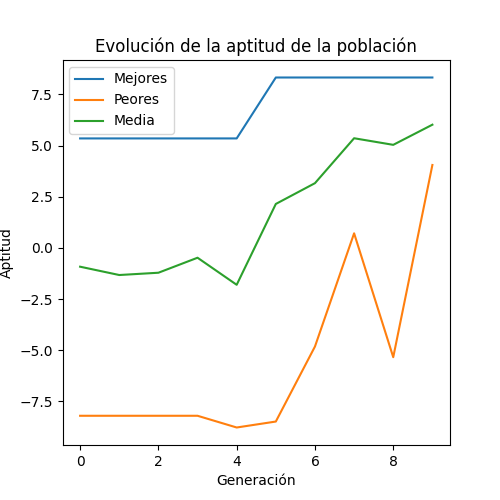 Evolución de la aptitud de la población
Mejores
Peores
Media
7.5
5.0
2.5
0.0
−2.5
−5.0
−7.5
Aptitud
0 2 4 6 8
Generación